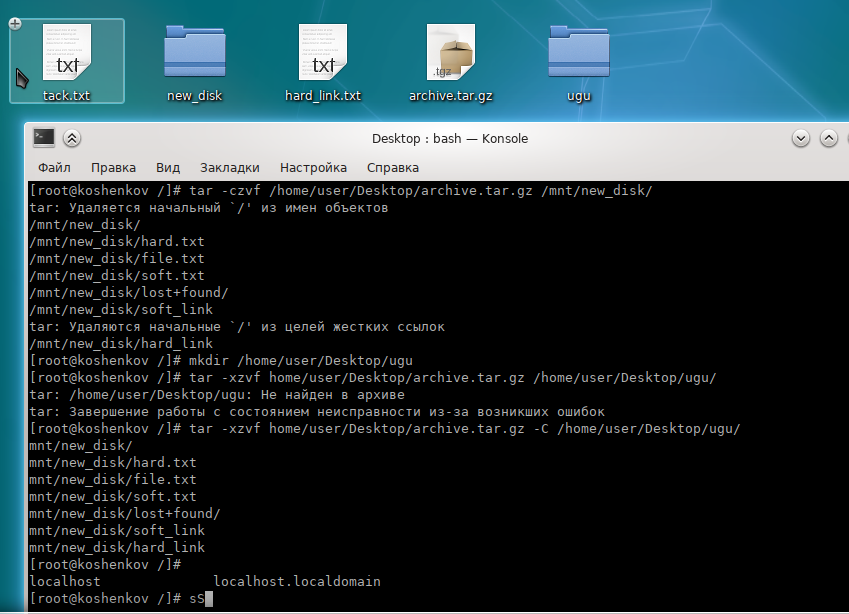 txt
txt
.tgz
tack.txt
new_disk
hard_link.txt
archive.tar.gz
ugu
Desktop : bash — Konsole
Файл Правка Вид Закладки Настройка Справка
[root@koshenkov /]# tar -czvf /home/user/Desktop/archive.tar.gz /mnt/new_disk/
tar: Удаляется начальный `/' из имен объектов
/mnt/new_disk/
/mnt/new_disk/hard.txt
/mnt/new_disk/file.txt
/mnt/new_disk/soft.txt
/mnt/new_disk/lost+found/
/mnt/new_disk/soft_link
tar: Удаляются начальные `/' из целей жестких ссылок
/mnt/new_disk/hard_link
[root@koshenkov /]# mkdir /home/user/Desktop/ugu
[root@koshenkov /]# tar -xzvf home/user/Desktop/archive.tar.gz /home/user/Desktop/ugu/
tar: /home/user/Desktop/ugu: Не найден в архиве
tar: Завершение работы с состоянием неисправности из-за возникших ошибок
[root@koshenkov /]# tar -xzvf home/user/Desktop/archive.tar.gz -C /home/user/Desktop/ugu/
mnt/new_disk/
mnt/new_disk/hard.txt
mnt/new_disk/file.txt
mnt/new_disk/soft.txt
mnt/new_disk/lost+found/
mnt/new_disk/soft_link
mnt/new_disk/hard_link
[root@koshenkov /]#
localhost localhost.localdomain
[root@koshenkov /]# sS